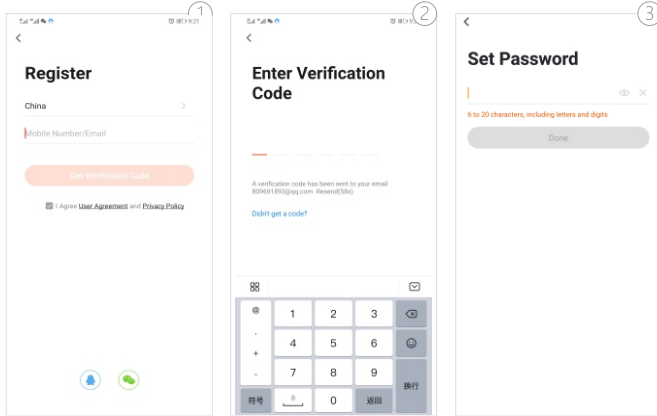 1
Register
China
Mobile Number/Email
Get Verification Code
I Agree User Agreement and Privacy Policy
2
Enter Verification
Code
A verification code has been sent to your email
809691893@qq.com Resend(58s)
Didn't get a code?
@ 1 2 3
. 4 5 6
+
- 7 8 9
换行
符号 0 返回
3
Set Password
6 to 20 characters, including letters and digits
Done